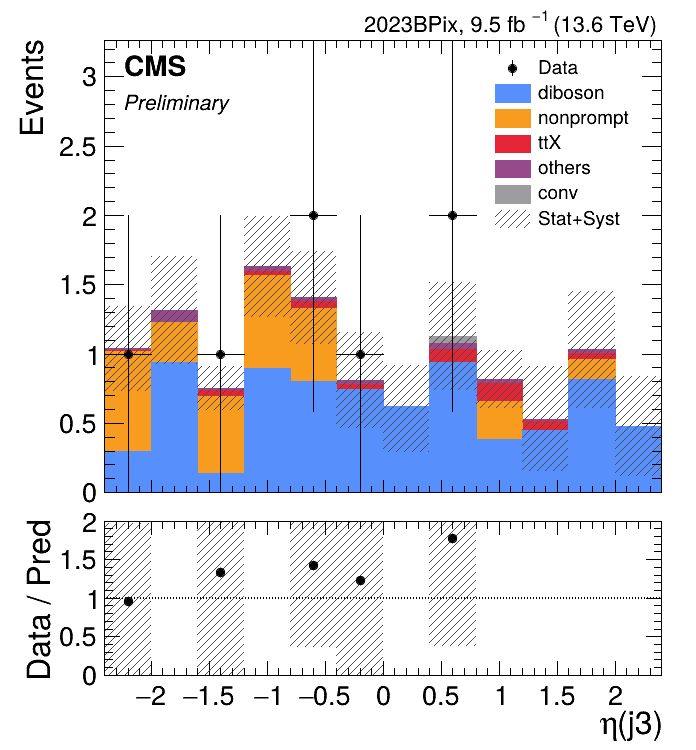 2023BPix, 9.5 fb⁻¹ (13.6 TeV)
CMS
Preliminary
Events
Data
diboson
nonprompt
ttX
others
conv
Stat+Syst
3
2.5
2
1.5
1
0.5
0
Data / Pred
2
1.5
1
0.5
0
−2 −1.5 −1 −0.5 0 0.5 1 1.5 2
η(j3)